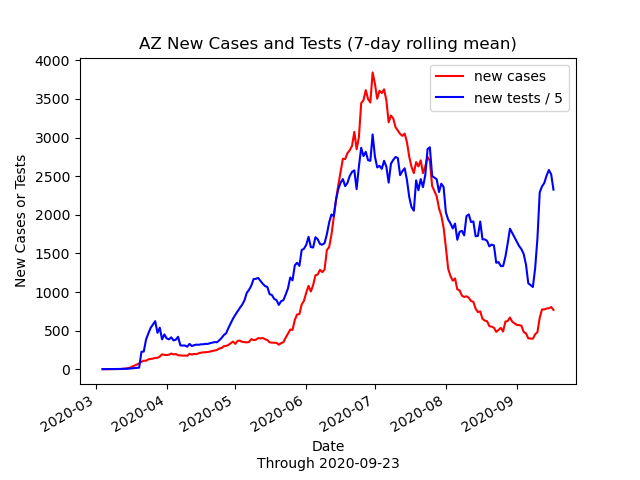 AZ New Cases and Tests (7-day rolling mean)
new cases
new tests / 5
New Cases or Tests
4000
3500
3000
2500
2000
1500
1000
500
0
2020-03
2020-04
2020-05
2020-06
2020-07
2020-08
2020-09
Date
Through 2020-09-23